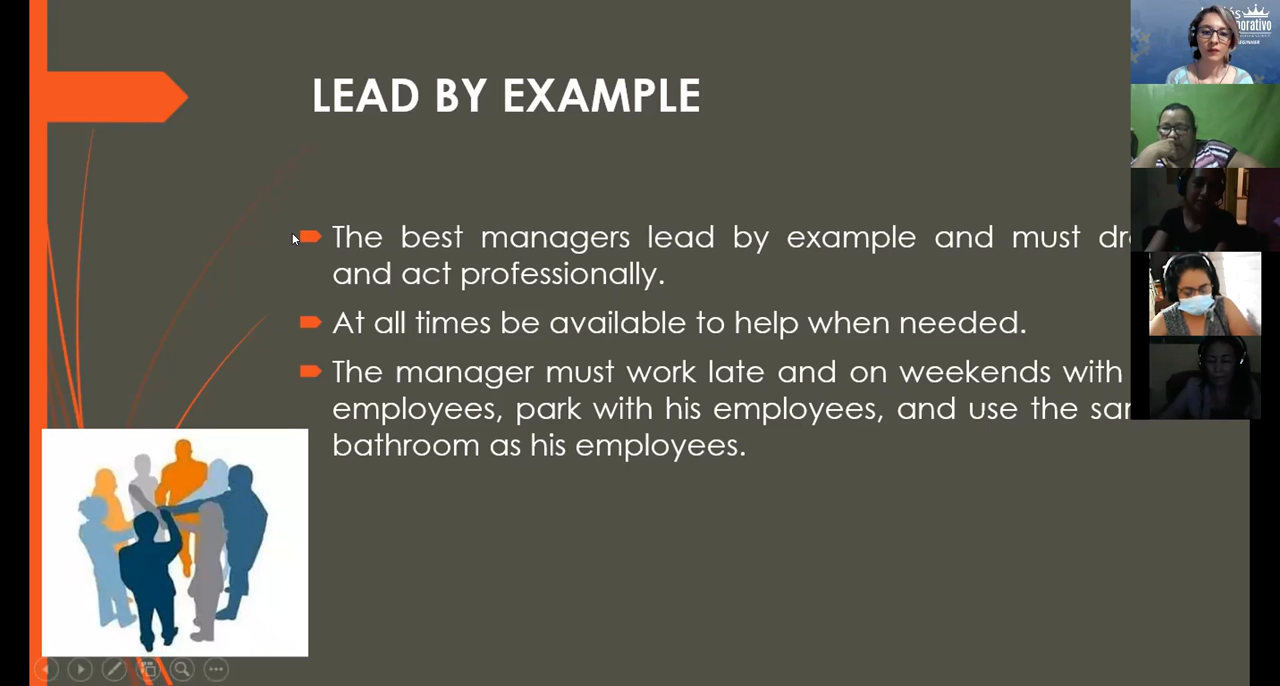 LEAD BY EXAMPLE
The best managers lead by example and must
and act professionally.
At all times be available to help when needed.
The manager must work late and on weekends with
employees, park with his employees, and use the
bathroom as his employees.